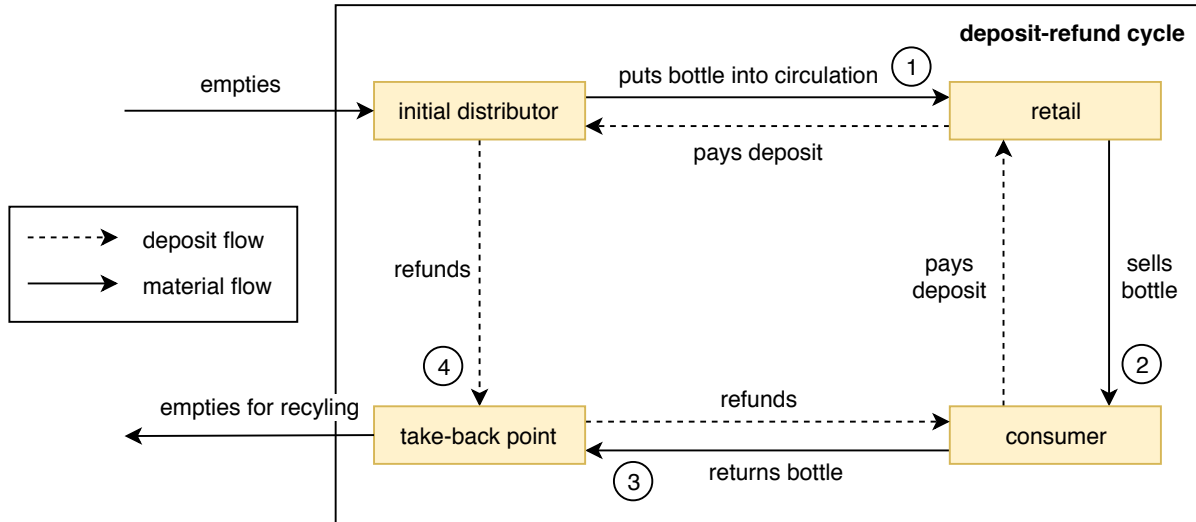 deposit-refund cycle
empties
initial distributor
puts bottle into circulation
1
retail
pays deposit
deposit flow
material flow
refunds
pays
deposit
sells
bottle
4
2
empties for recyling
take-back point
refunds
consumer
3
returns bottle